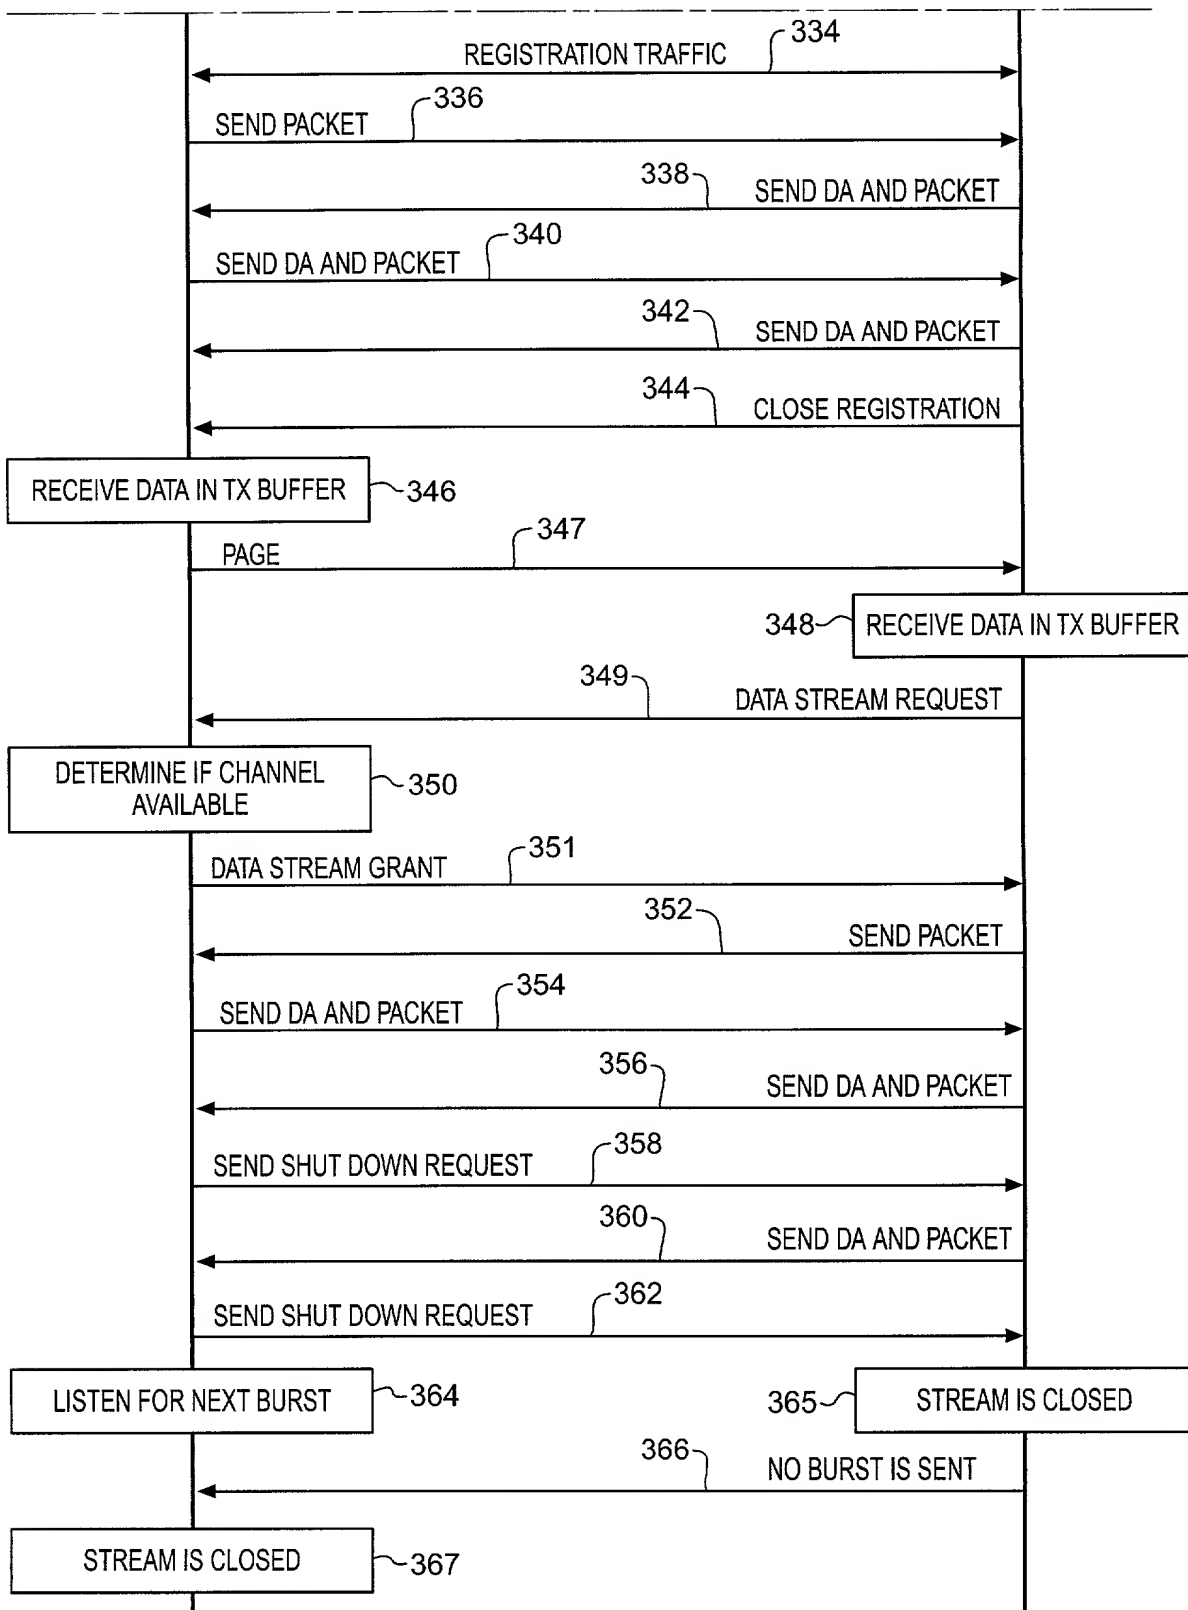 334
REGISTRATION TRAFFIC
336
SEND PACKET
338
SEND DA AND PACKET
340
SEND DA AND PACKET
342
SEND DA AND PACKET
344
CLOSE REGISTRATION
RECEIVE DATA IN TX BUFFER
346
347
PAGE
348
RECEIVE DATA IN TX BUFFER
349
DATA STREAM REQUEST
DETERMINE IF CHANNEL
AVAILABLE
350
351
DATA STREAM GRANT
352
SEND PACKET
354
SEND DA AND PACKET
356
SEND DA AND PACKET
358
SEND SHUT DOWN REQUEST
360
SEND DA AND PACKET
362
SEND SHUT DOWN REQUEST
LISTEN FOR NEXT BURST
364
365
STREAM IS CLOSED
366
NO BURST IS SENT
STREAM IS CLOSED
367